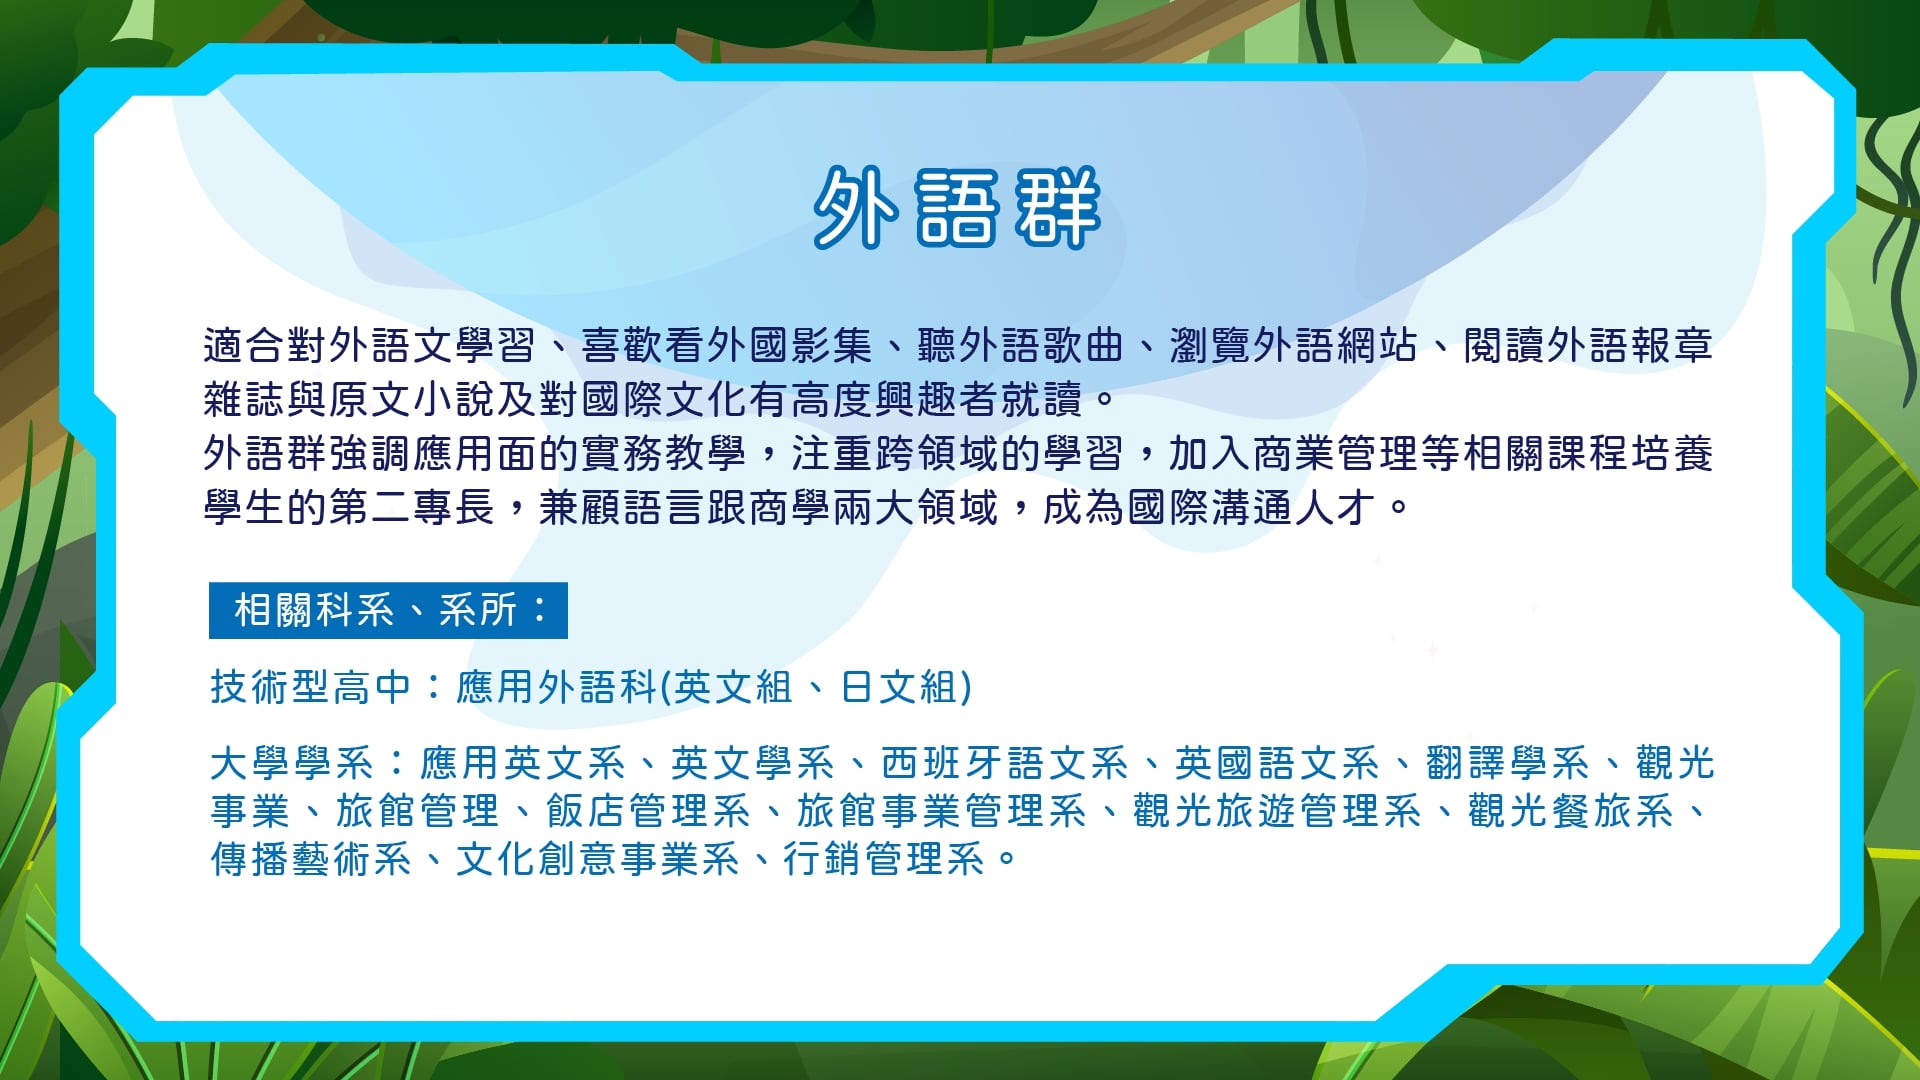 外語群
適合對外語文學習、喜歡看外國影集、聽外語歌曲、瀏覽外語網站、閱讀外語報章
雜誌與原文小說及對國際文化有高度興趣者就讀。
外語群強調應用面的實務教學，注重跨領域的學習，加入商業管理等相關課程培養
學生的第二專長，兼顧語言跟商學兩大領域，成為國際溝通人才。
相關科系、系所：
技術型高中：應用外語科(英文組、日文組)
大學學系：應用英文系、英文學系、西班牙語文系、英國語文系、翻譯學系、觀光
事業、旅館管理、飯店管理系、旅館事業管理系、觀光旅遊管理系、觀光餐旅系、
傳播藝術系、文化創意事業系、行銷管理系。